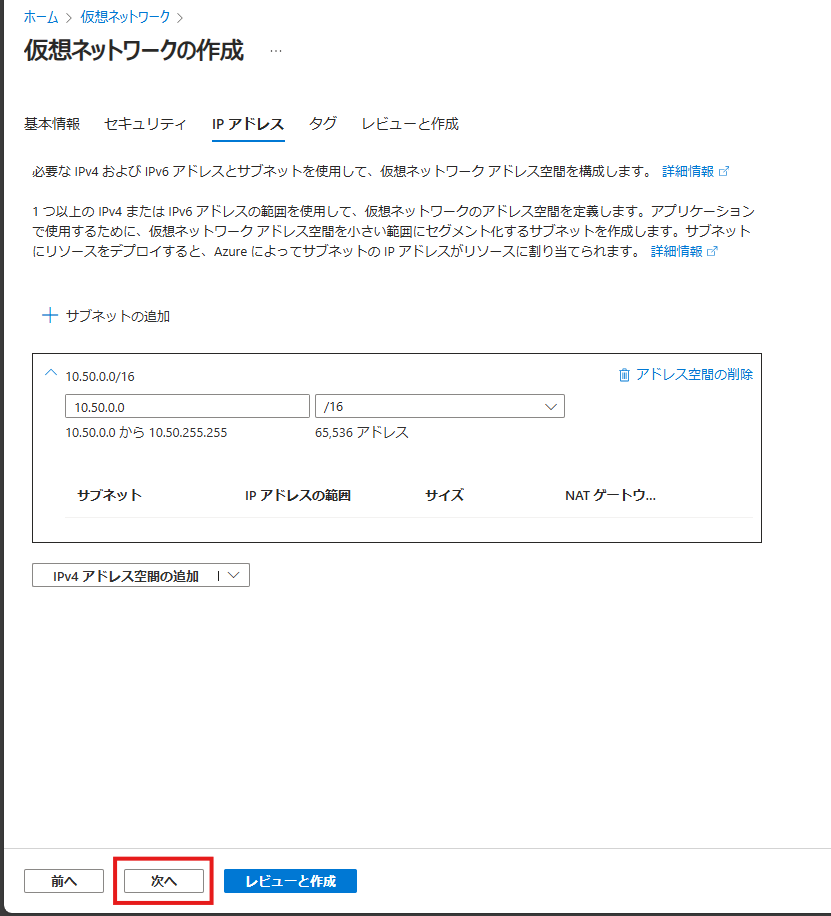 ホーム > 仮想ネットワーク >
仮想ネットワークの作成 …
基本情報 セキュリティ IP アドレス タグ レビューと作成
必要な IPv4 および IPv6 アドレスとサブネットを使用して、仮想ネットワーク アドレス空間を構成します。 詳細情報
1 つ以上の IPv4 または IPv6 アドレスの範囲を使用して、仮想ネットワークのアドレス空間を定義します。アプリケーション
で使用するために、仮想ネットワーク アドレス空間を小さい範囲にセグメント化するサブネットを作成します。サブネット
にリソースをデプロイすると、Azure によってサブネットの IP アドレスがリソースに割り当てられます。 詳細情報
サブネットの追加
10.50.0.0/16 アドレス空間の削除
10.50.0.0 /16
10.50.0.0 から 10.50.255.255 65,536 アドレス
サブネット IP アドレスの範囲 サイズ NAT ゲートウ...
IPv4 アドレス空間の追加
前へ 次へ レビューと作成